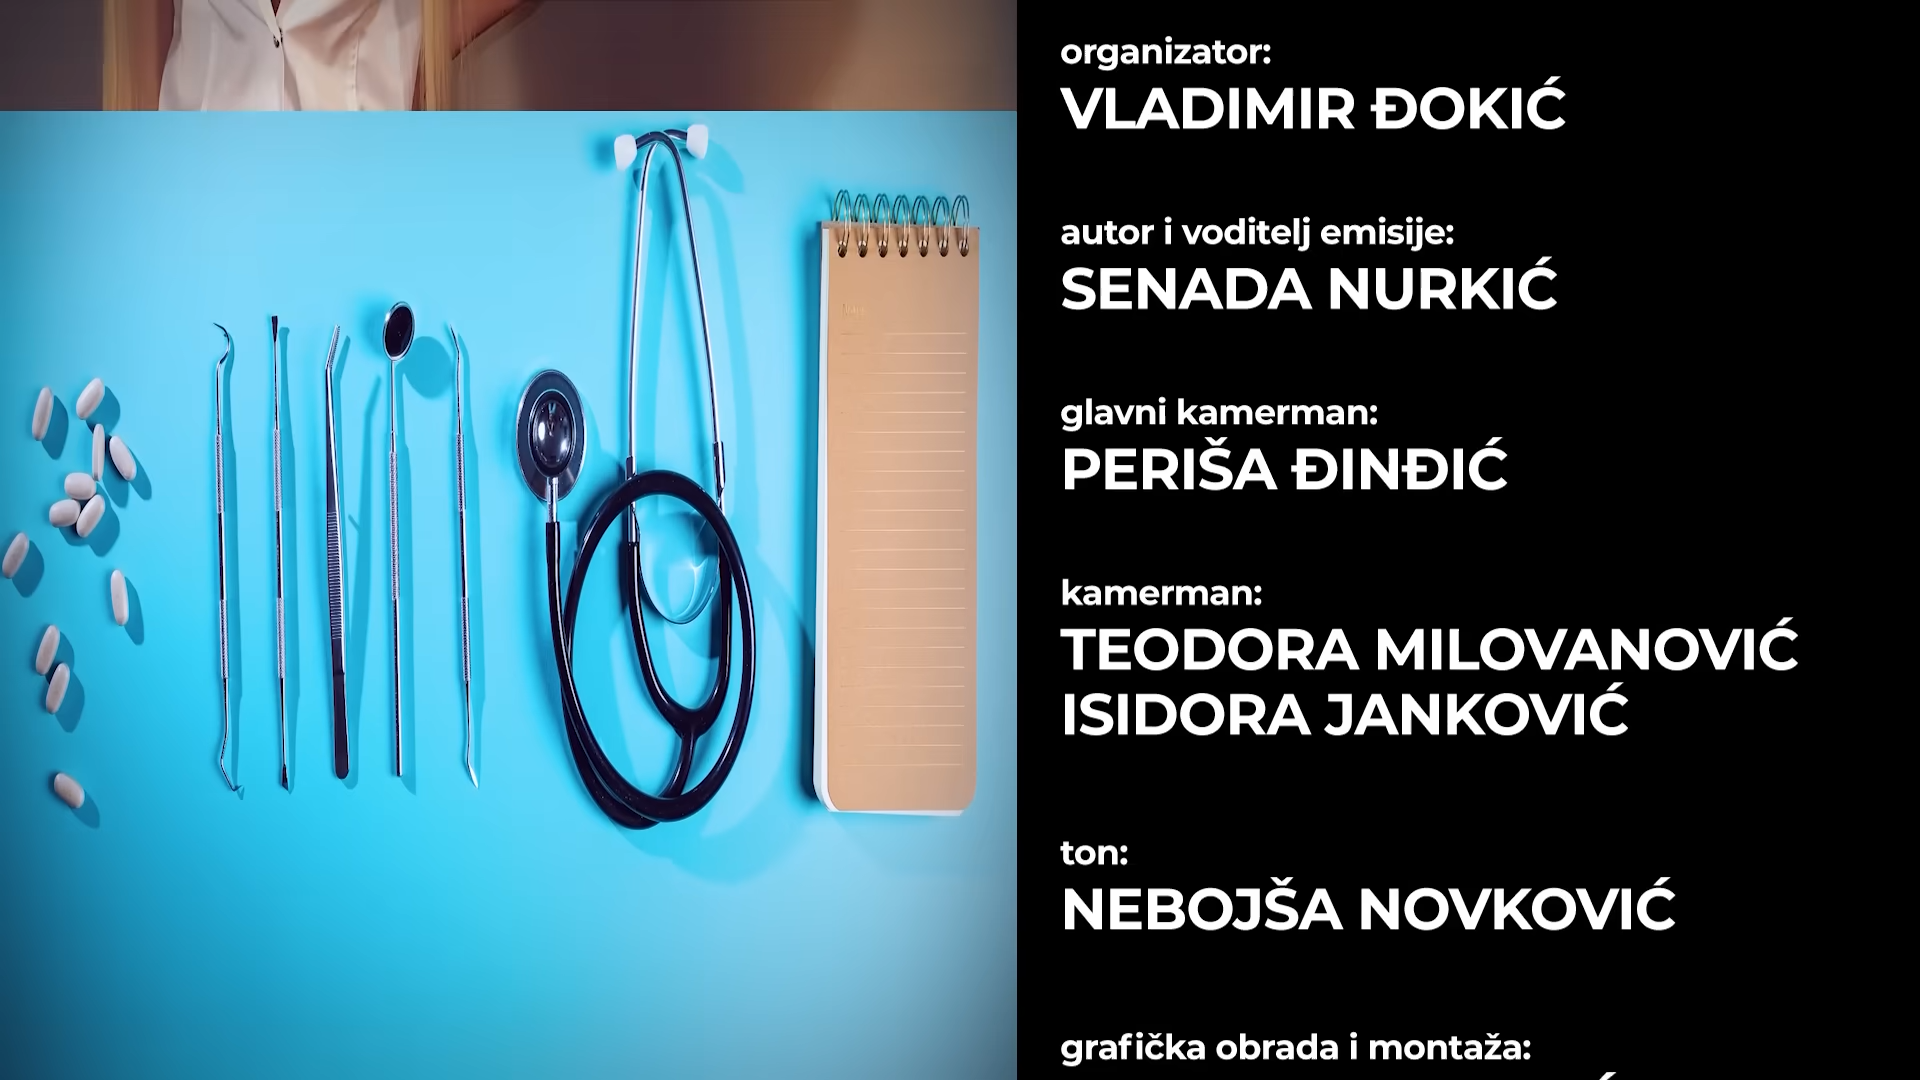 organizator:
VLADIMIR ĐOKIĆ
autor i voditelj emisije:
SENADA NURKIĆ
glavni kamerman:
PERIŠA ĐINĐIĆ
kamerman:
TEODORA MILOVANOVIĆ
ISIDORA JANKOVIĆ
ton:
NEBOJŠA NOVKOVIĆ
grafička obrada i montaža: